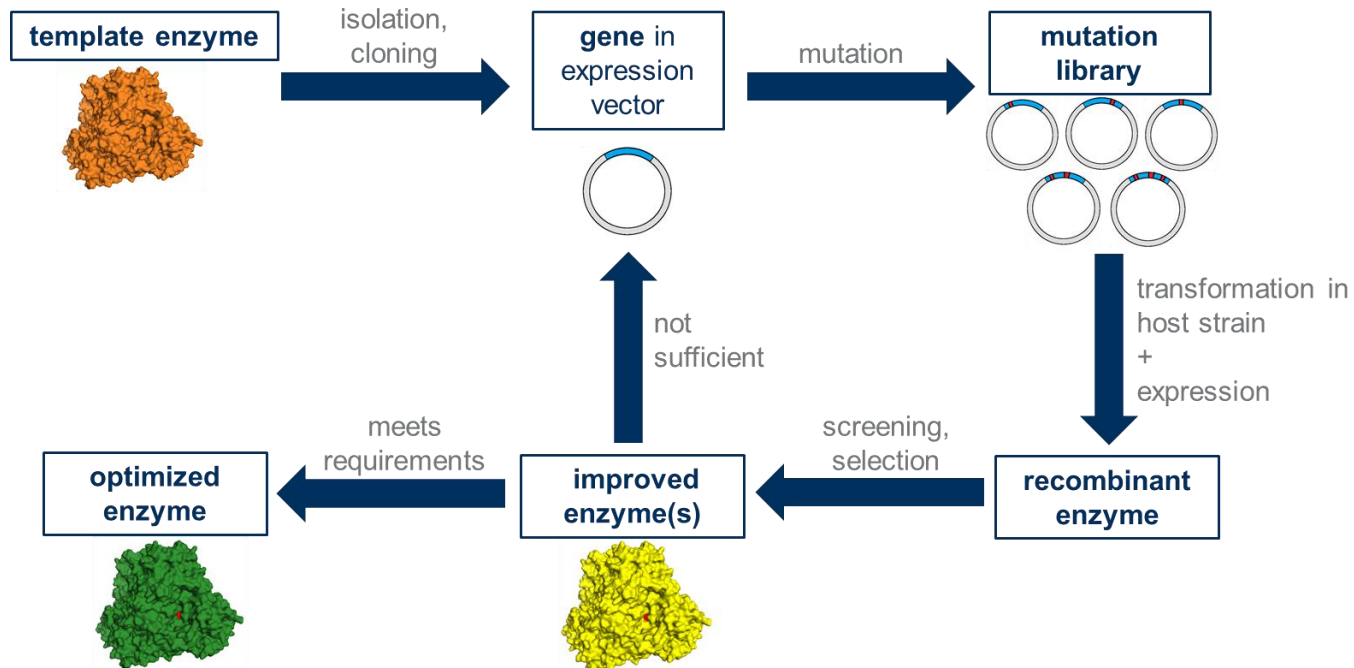 template enzyme
isolation,
cloning
gene in
expression
vector
mutation
mutation
library
transformation in
host strain
+
expression
not
sufficient
meets
requirements
screening,
selection
optimized
enzyme
improved
enzyme(s)
recombinant
enzyme